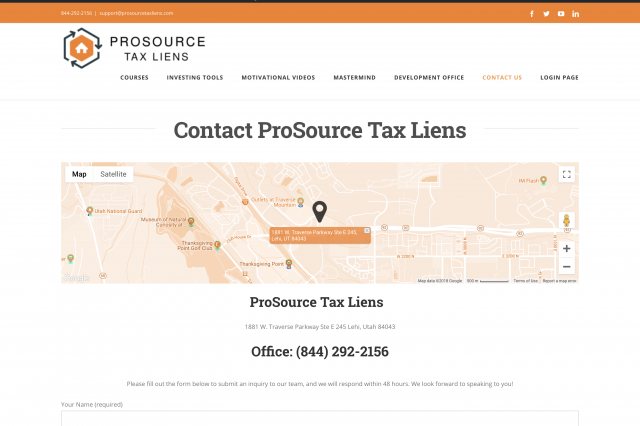 844-292-2156 | support@prosourcetaxliens.com
PROSOURCE
TAX LIENS
COURSES INVESTING TOOLS MOTIVATIONAL VIDEOS MASTERMIND DEVELOPMENT OFFICE CONTACT US LOGIN PAGE
Contact ProSource Tax Liens
Map Satellite
FM Flash
Outlets at Traverse
Mountain
Utah National Guard
Museum of Natural
Curiosity at...
1881 W. Traverse Parkway Ste E 245,
Lehi, UT 84043
Thanksgiving
Point Golf Club
Thanksgiving Point
Google
Map data ©2018 Google 500 m Terms of Use Report a map error
ProSource Tax Liens
1881 W. Traverse Parkway Ste E 245 Lehi, Utah 84043
Office: (844) 292-2156
Please fill out the form below to submit an inquiry to our team, and we will respond within 48 hours. We look forward to speaking to you!
Your Name (required)